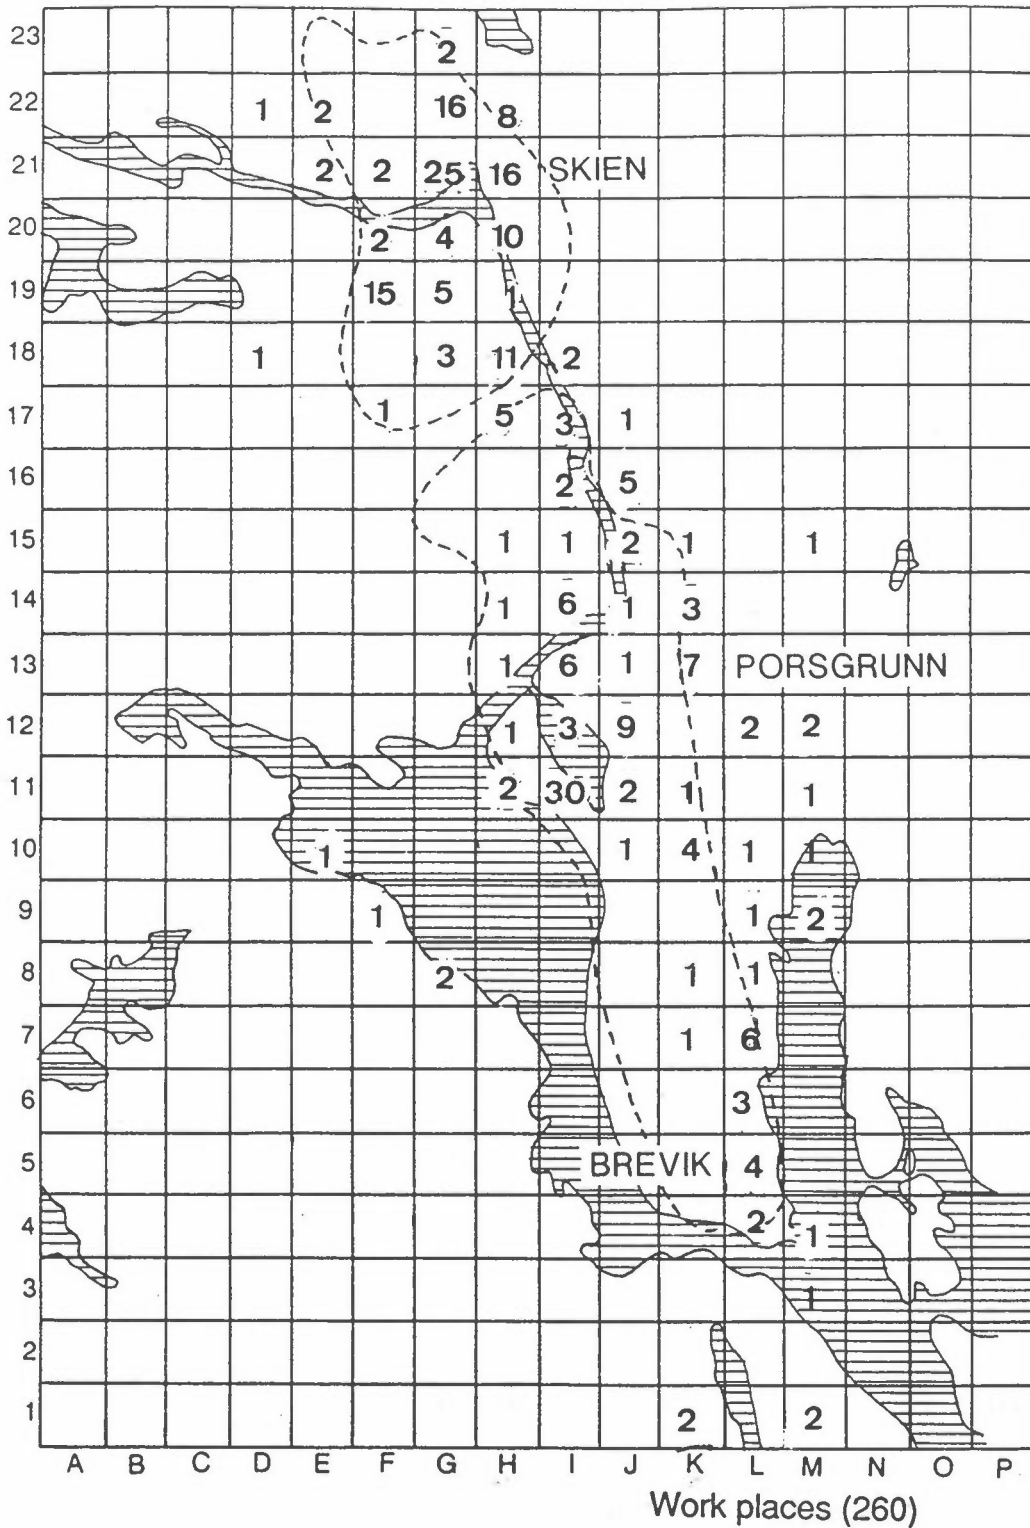 23 2
22 1 2 16 8
21 2 2 25 16 SKIEN
20 2 4 10
19 15 5 1
18 1 3 11 2
17 1 5 3 1
16 2 5
15 1 1 2 1 1
14 1 6 1 3
13 1 6 1 7 PORSGRUNN
12 1 3 9 2 2
11 2 30 2 1 1
10 1 1 4 1 1
9 1 1 2
8 2 1 1
7 1 6
6 3
5 BREVIK 4
4 2 1
3 1
2
1 2 2
A B C D E F G H I J K L M N O P
Work places (260)